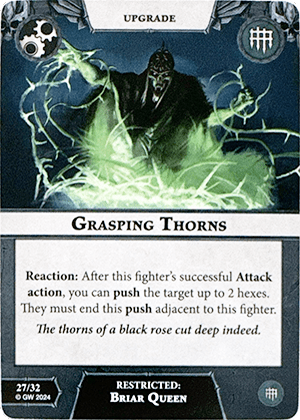 UPGRADE
GRASPING THORNS
Reaction: After this fighter's successful Attack
action, you can push the target up to 2 hexes.
They must end this push adjacent to this fighter.
The thorns of a black rose cut deep indeed.
27/32
© GW 2024
RESTRICTED:
BRIAR QUEEN